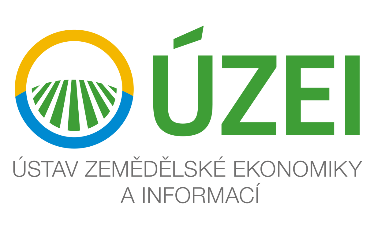 ÚZEI
ÚSTAV ZEMĚDĚLSKÉ EKONOMIKY
A INFORMACÍ